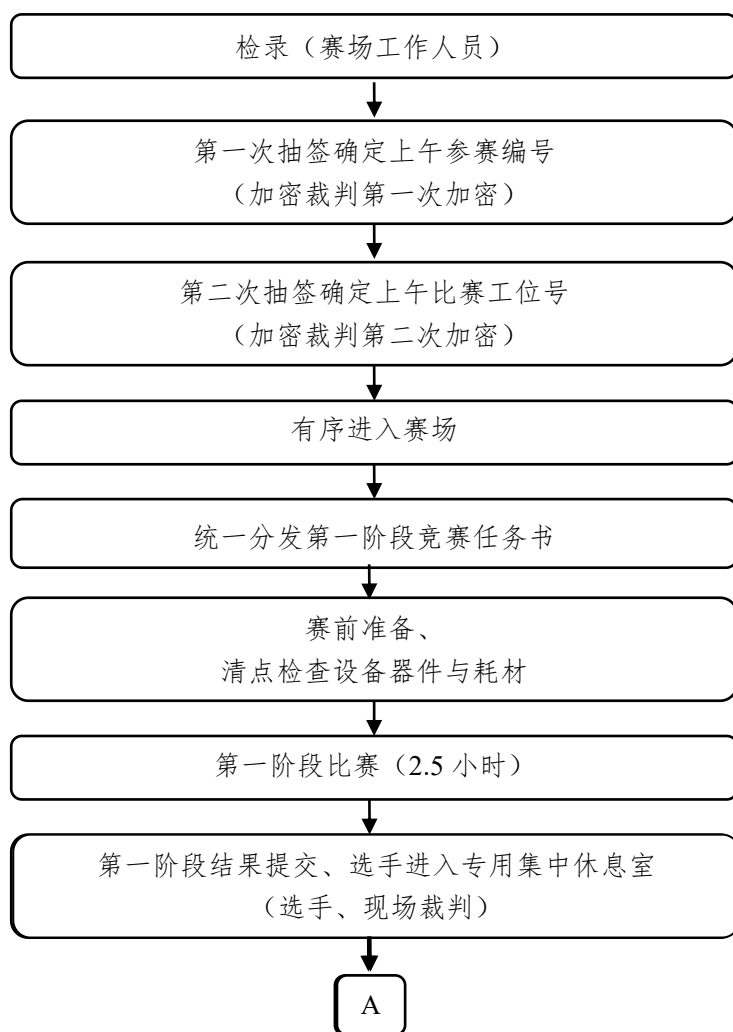 检录（赛场工作人员）
第一次抽签确定上午参赛编号
（加密裁判第一次加密）
第二次抽签确定上午比赛工位号
（加密裁判第二次加密）
有序进入赛场
统一分发第一阶段竞赛任务书
赛前准备、
清点检查设备器件与耗材
第一阶段比赛（2.5 小时）
第一阶段结果提交、选手进入专用集中休息室
（选手、现场裁判）
A